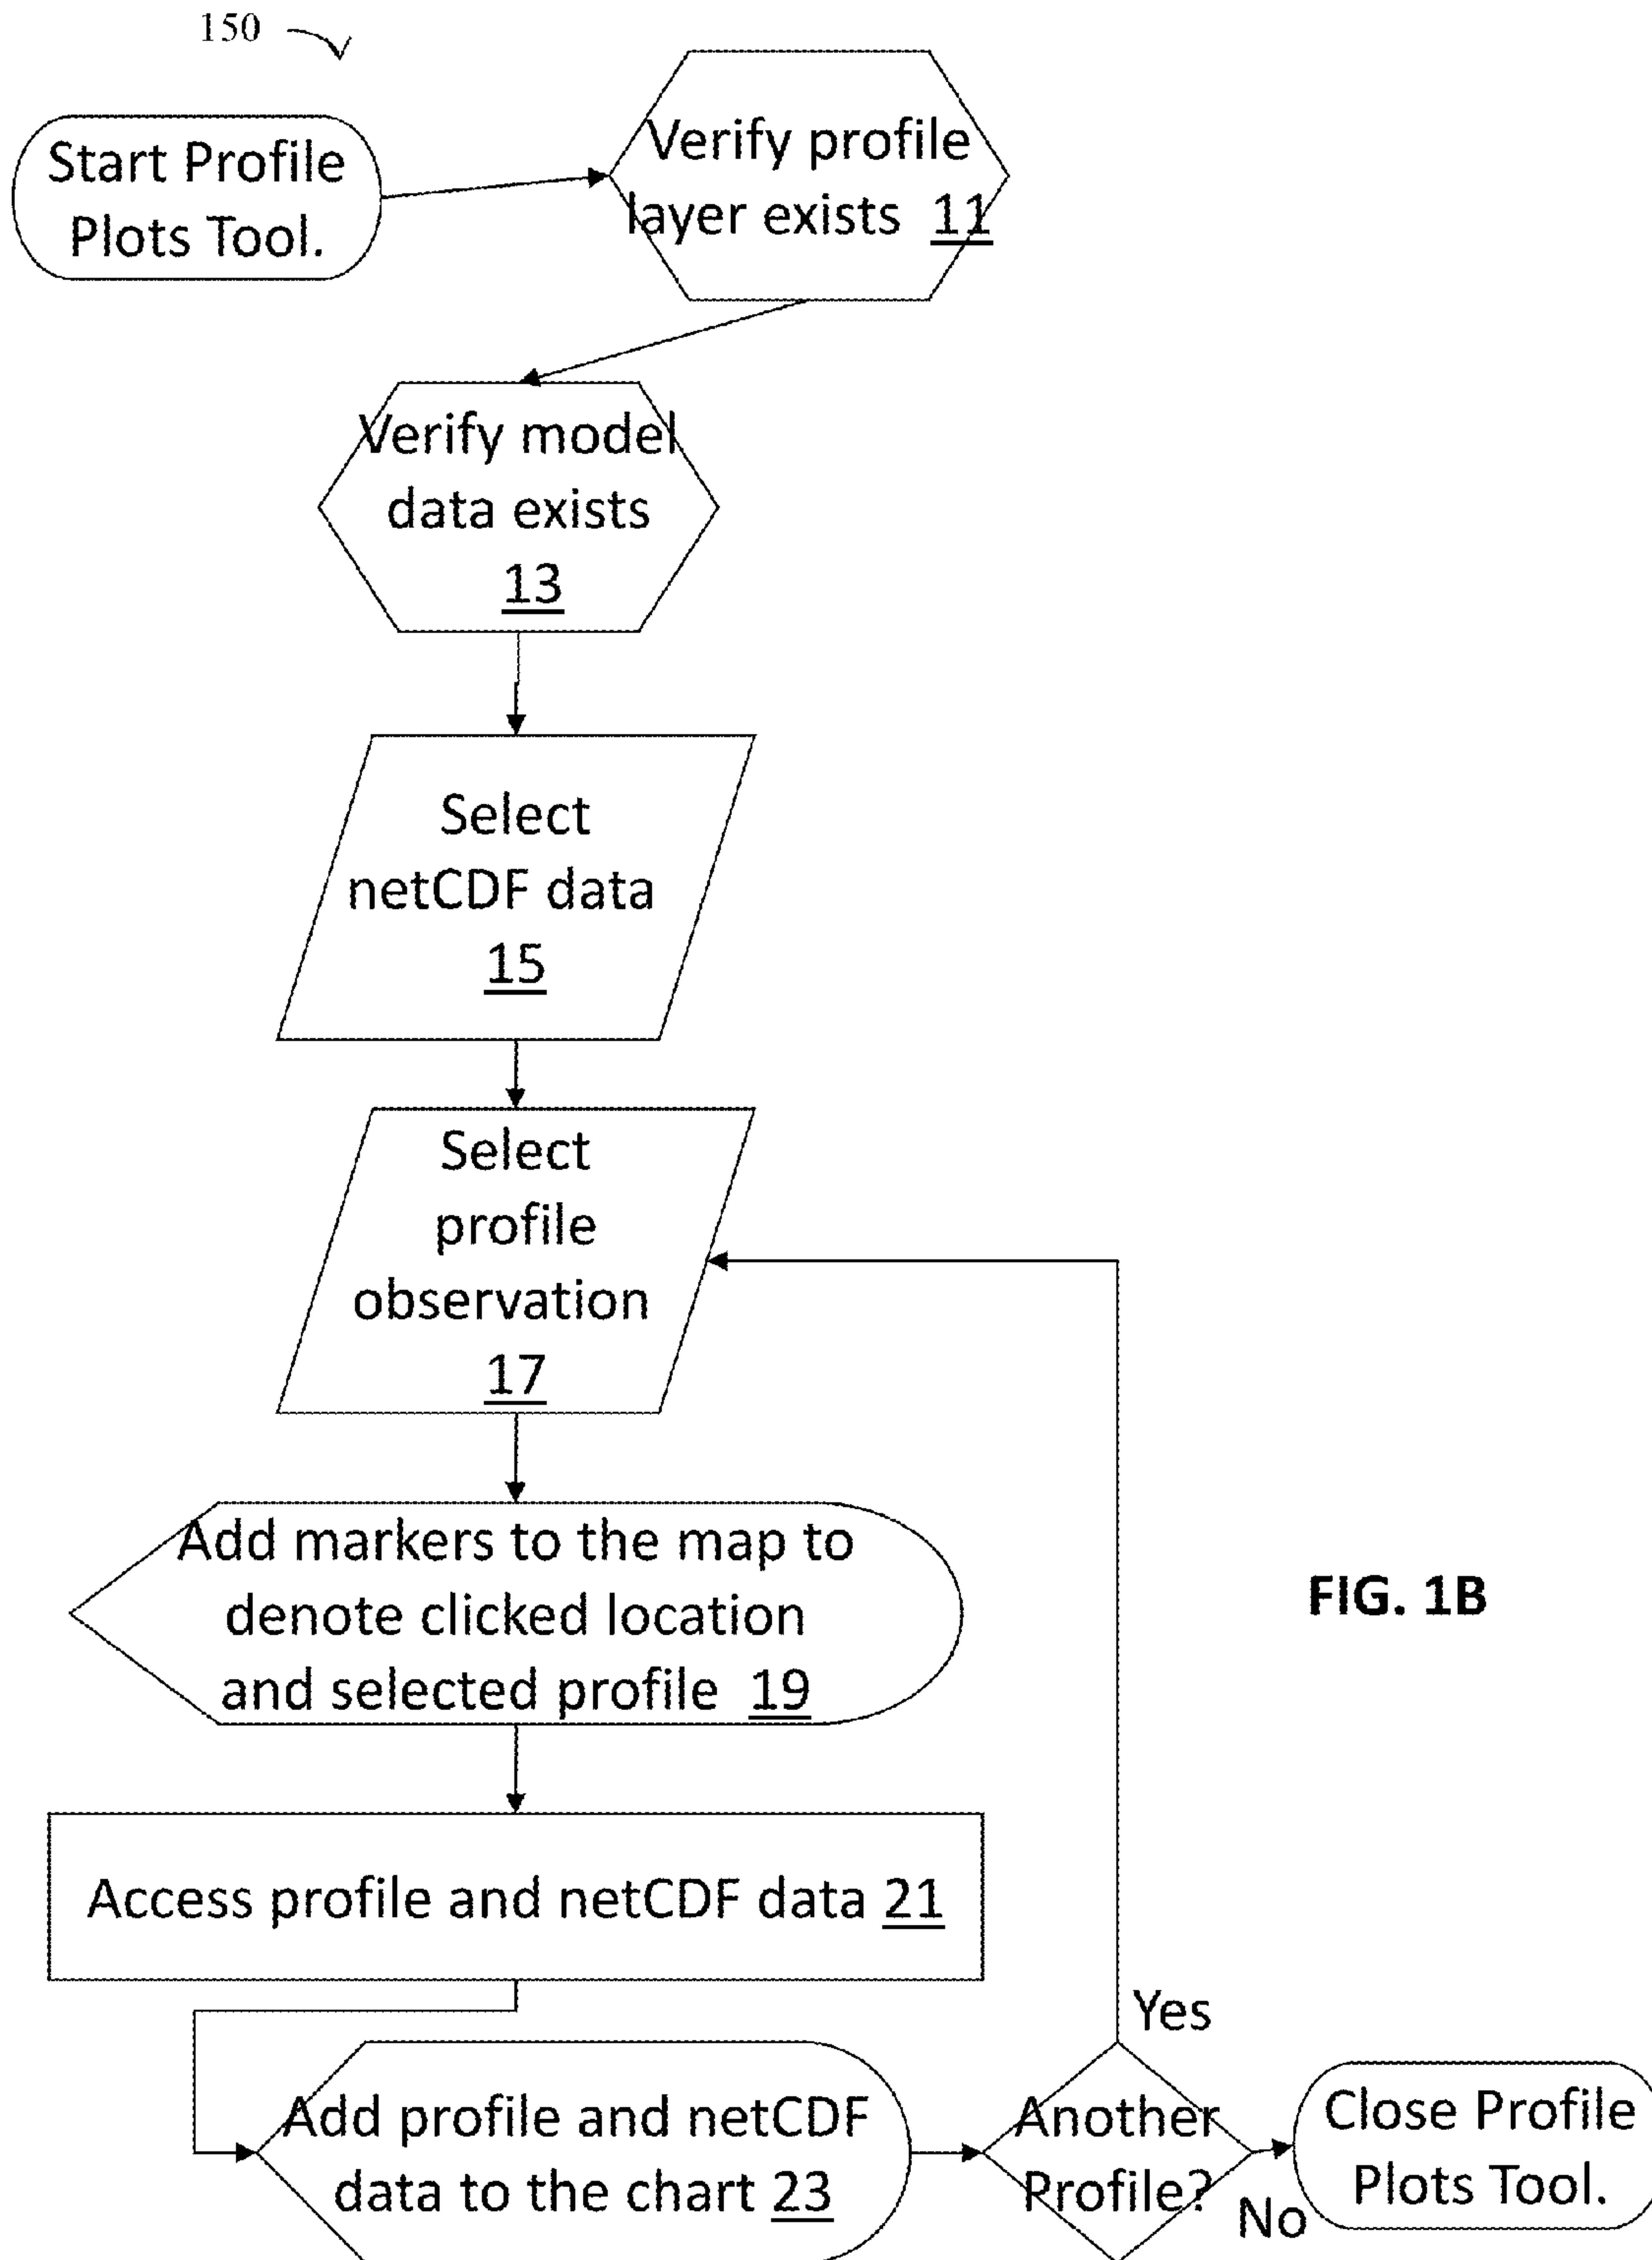 150
Start Profile
Plots Tool.
Verify profile
layer exists 11
Verify model
data exists
13
Select
netCDF data
15
Select
profile
observation
17
Add markers to the map to
denote clicked location
and selected profile 19
FIG. 1B
Access profile and netCDF data 21
Add profile and netCDF
data to the chart 23
Another
Profile?
Yes
No
Close Profile
Plots Tool.